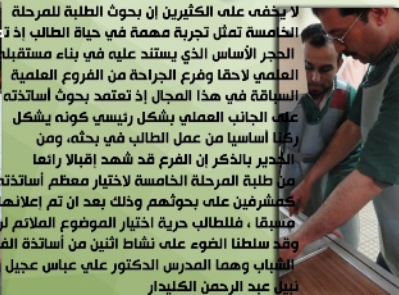 لا يخفى على الكثيرين إن بحوث الطلبة للمرحلة
الخامسة تمثل تجربة مهمة في حياة الطالب إذ
الحجر الأساس الذي يستند عليه في بناء مستقبله
العلمي لاحقا وفرع الجراحة من الفروع العلمية
السباقة في هذا المجال إذ تعتمد بحوث أساتذته
على الجانب العملي بشكل رئيسي كونه يشكل
ركنا أساسيا من عمل الطالب في بحثه، ومن
الجدير بالذكر إن الفرع قد شهد إقبالا رائعا
من طلبة المرحلة الخامسة لاختيار معظم أساتذته
كمشرفين على بحوثهم وذلك بعد ان تم إعلانها
مسبقا ، فللطالب حرية اختيار الموضوع الملائم
وقد سلطنا الضوء على نشاط اثنين من أساتذة
الشباب وهما المدرس الدكتور علي عباس عجيل
نبيل عبد الرحمن الكليدار